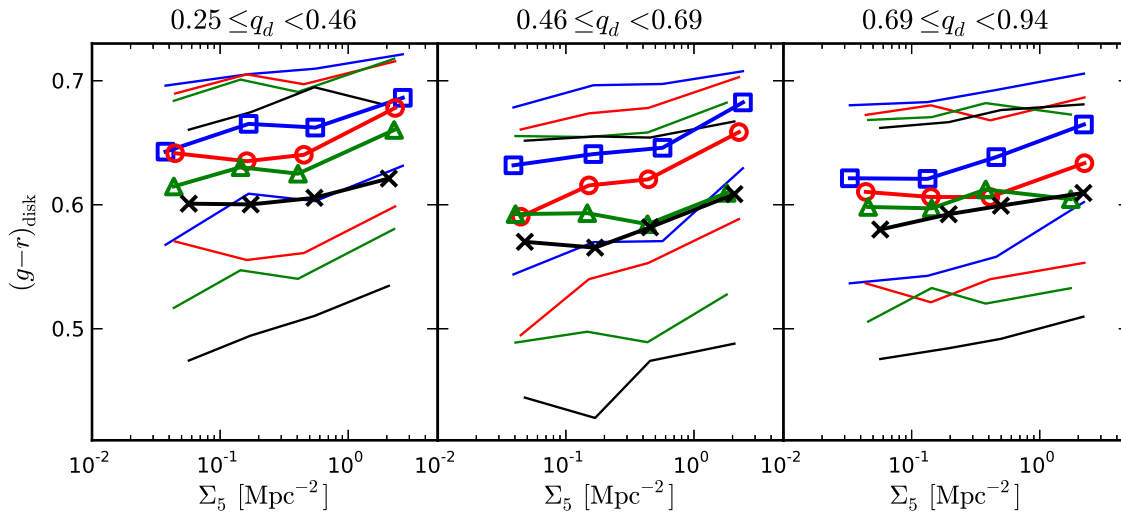 0.25 ≤q_d <0.46 0.46 ≤q_d <0.69 0.69 ≤q_d <0.94
0.7
0.6
(g−r)_disk
0.5
10^-2 10^-1 10^0 10^-2 10^-1 10^0 10^-2 10^-1 10^0
Σ_5 [Mpc^−2] Σ_5 [Mpc^−2] Σ_5 [Mpc^−2]